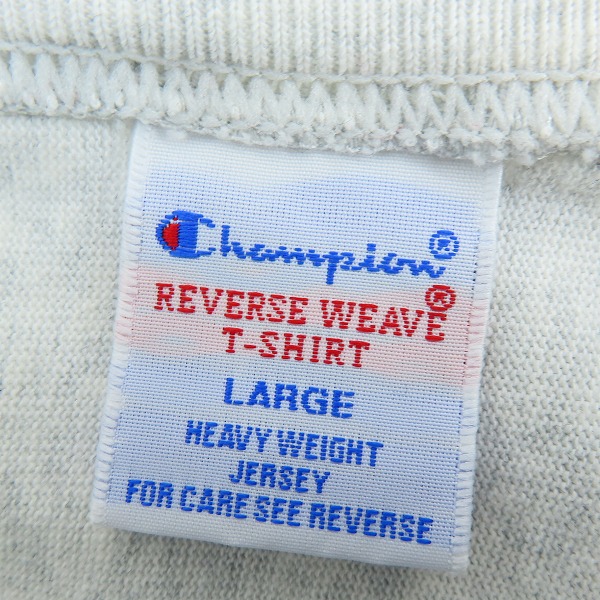 Champion®
REVERSE WEAVE®
T-SHIRT
LARGE
HEAVY WEIGHT
JERSEY
FOR CARE SEE REVERSE